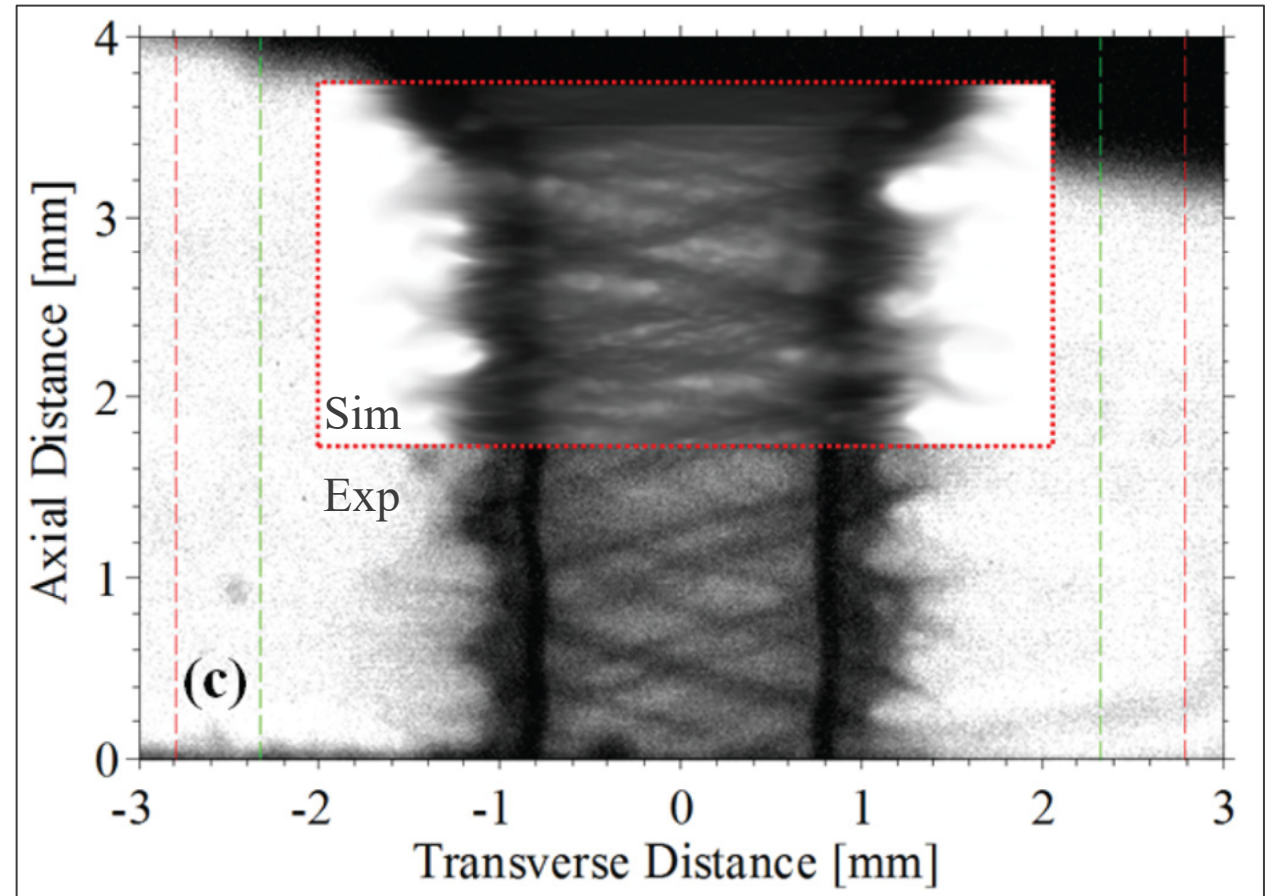 4
3
2
1
0
Axial Distance [mm]
Sim
Exp
(c)
-3 -2 -1 0 1 2 3
Transverse Distance [mm]